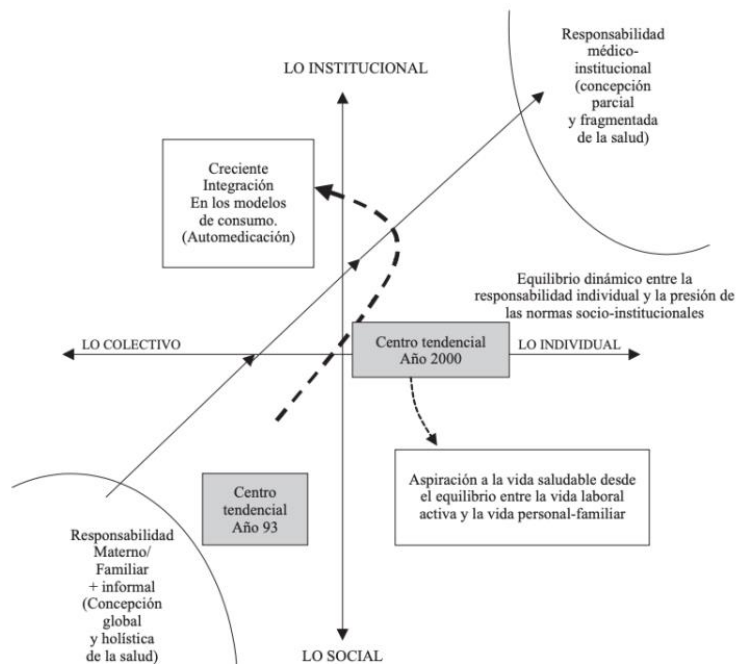 Responsabilidad
médico-
institucional
(concepción
parcial
y fragmentada
de la salud)
LO INSTITUCIONAL
Creciente
Integración
En los modelos
de consumo.
(Automedicación)
Equilibrio dinámico entre la
responsabilidad individual y la presión de
las normas socio-institucionales
LO COLECTIVO
Centro tendencial
Año 2000
LO INDIVIDUAL
Centro
tendencial
Año 93
Aspiración a la vida saludable desde
el equilibrio entre la vida laboral
activa y la vida personal-familiar
Responsabilidad
Materno/
Familiar
+ informal
(Concepción
global
y holística
de la salud)
LO SOCIAL